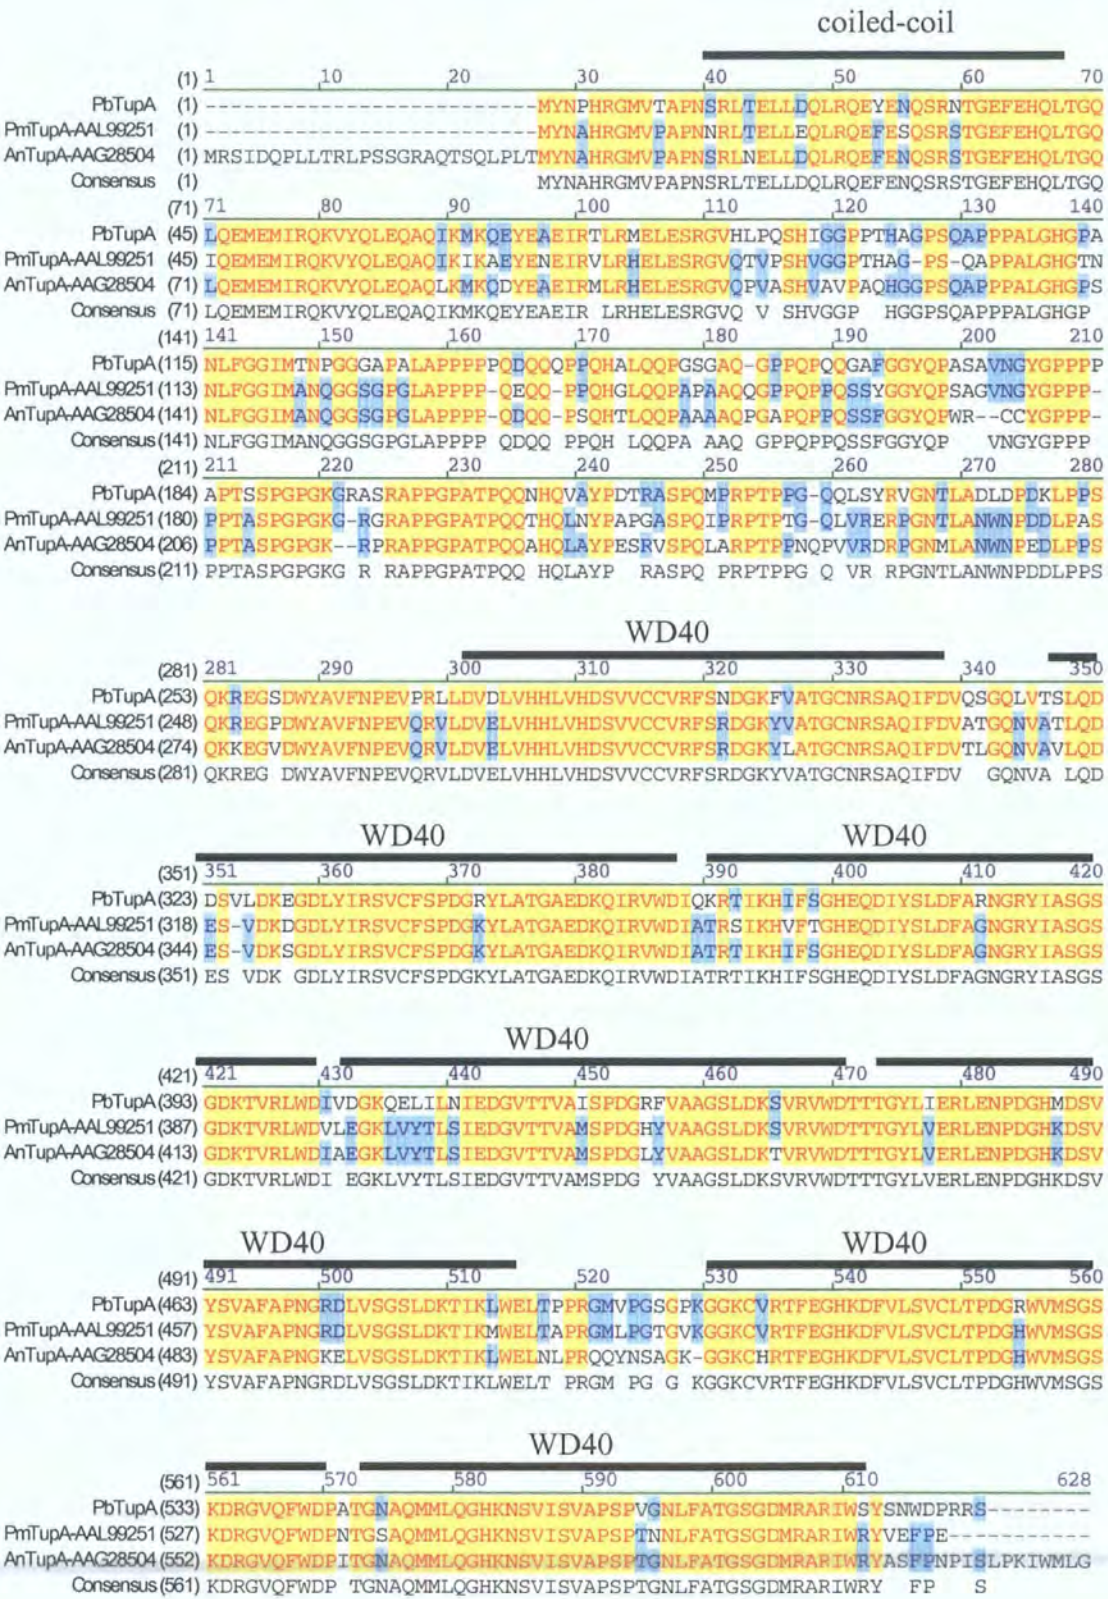 coiled-coil
(1) 1 10 20 30 40 50 60 70
PbTupA (1) --------------------------MYNPHRGMVTAPNSRLTELLDQLRQEYENQSRNTGEFEHQLTGQ
PmTupA-AAL99251 (1) --------------------------MYNAHRGMVPAPNNRLTELLEQLRQEFESQSRSTGEFEHQLTGQ
AnTupA-AAG28504 (1) MRSIDQPLLTRLPSSGRAQTSQLPLTMYNAHRGMVPAPNSRLNELLDQLRQEFENQSRSTGEFEHQLTGQ
Consensus (1) MYNAHRGMVPAPNSRLTELLDQLRQEFENQSRSTGEFEHQLTGQ
(71) 71 80 90 100 110 120 130 140
PbTupA (45) LQEMEMIRQKVYQLEQAQIKMKQEYEAEIRTLRMELESRGVHLPQSHIGGPPTHAGPSQAPPPALGHGPA
PmTupA-AAL99251 (45) IQEMEMIRQKVYQLEQAQIKIKAEYENEIRVLRHELESRGVQTVPSHVGGPTHAG-PS-QAPPALGHGTN
AnTupA-AAG28504 (71) LQEMEMIRQKVYQLEQAQLKMKQDYEAEIRMLRHELESRGVQPVASHVAVPAQHGGPSQAPPPALGHGPS
Consensus (71) LQEMEMIRQKVYQLEQAQIKMKQEYEAEIR LRHELESRGVQ V SHVGGP HGGPSQAPPPALGHGP
(141) 141 150 160 170 180 190 200 210
PbTupA (115) NLFGGIMTNPGGGAPALAPPPPPQDQQQPPQHALQQPGSGAQ-GPPQPQQGAFGGYQPASAVNGYGPPPP
PmTupA-AAL99251 (113) NLFGGIMANQGGSGPGLAPPPP-QEQQ-PPQHGLQQPAPAAQQGPPQPPQSSYGGYQPSAGVNGYGPPP-
AnTupA-AAG28504 (141) NLFGGIMANQGGSGPGLAPPPP-QDQQ-PSQHTLQQPAAAAQPGAPQPPQSSFGGYQPWR--CCYGPPP-
Consensus (141) NLFGGIMANQGGSGPGLAPPPP QDQQ PPQH LQQPA AAQ GPPQPPQSSFGGYQP VNGYGPPP
(211) 211 220 230 240 250 260 270 280
PbTupA (184) APTSSPGPGKGRASRAPPGPATPQQNHQVAYPDTRASPQMPRPTPPG-QQLSYRVGNTLADLDPDKLPPS
PmTupA-AAL99251 (180) PPTASPGPGKG-RGRAPPGPATPQQTHQLNYPAPGASPQIPRPTPTG-QLVRERPGNTLANWNPDDLPAS
AnTupA-AAG28504 (206) PPTASPGPGK--RPRAPPGPATPQQAHQLAYPESRVSPQLARPTPPNQPVVRDRPGNMLANWNPEDLPPS
Consensus (211) PPTASPGPGKG R RAPPGPATPQQ HQLAYP RASPQ PRPTPPG Q VR RPGNTLANWNPDDLPPS
WD40
(281) 281 290 300 310 320 330 340 350
PbTupA (253) QKREGSDWYAVFNPEVPRLLDVDLVHHLVHDSVVCCVRFSNDGKFVATGCNRSAQIFDVQSGQLVTSLQD
PmTupA-AAL99251 (248) QKREGPDWYAVFNPEVQRVLDVELVHHLVHDSVVCCVRFSRDGKYVATGCNRSAQIFDVATGQNVATLQD
AnTupA-AAG28504 (274) QKKEGVDWYAVFNPEVQRVLDVELVHHLVHDSVVCCVRFSRDGKYLATGCNRSAQIFDVTLGQNVAVLQD
Consensus (281) QKREG DWYAVFNPEVQRVLDVELVHHLVHDSVVCCVRFSRDGKYVATGCNRSAQIFDV GQNVA LQD
WD40 WD40
(351) 351 360 370 380 390 400 410 420
PbTupA (323) DSVLDKEGDLYIRSVCFSPDGRYLATGAEDKQIRVWDIQKRTIKHIFSGHEQDIYSLDFARNGRYIASGS
PmTupA-AAL99251 (318) ES-VDKDGDLYIRSVCFSPDGKYLATGAEDKQIRVWDIATRSIKHVFTGHEQDIYSLDFAGNGRYIASGS
AnTupA-AAG28504 (344) ES-VDKTGDLYIRSVCFSPDGKYLATGAEDKQIRVWDIATRTIKHIFSGHEQDIYSLDFAGNGRYIASGS
Consensus (351) ES VDK GDLYIRSVCFSPDGKYLATGAEDKQIRVWDIATRTIKHIFSGHEQDIYSLDFAGNGRYIASGS
WD40
(421) 421 430 440 450 460 470 480 490
PbTupA (393) GDKTVRLWDIVDGKQELILNIEDGVTTVAISPDGRFVAAGSLDKSVRVWDTTTGYLIERLENPDGHMDSV
PmTupA-AAL99251 (387) GDKTVRLWDVLEGKLVYTLSIEDGVTTVAMSPDGHYVAAGSLDKSVRVWDTTTGYLVERLENPDGHKDSV
AnTupA-AAG28504 (413) GDKTVRLWDIAEGKLVYTLSIEDGVTTVAMSPDGLYVAAGSLDKTVRVWDTTTGYLVERLENPDGHKDSV
Consensus (421) GDKTVRLWDI EGKLVYTLSIEDGVTTVAMSPDG YVAAGSLDKSVRVWDTTTGYLVERLENPDGHKDSV
WD40 WD40
(491) 491 500 510 520 530 540 550 560
PbTupA (463) YSVAFAPNGRDLVSGSLDKTIKLWELTPPRGMVPGSGPKGGKCVRTFEGHKDFVLSVCLTPDGRWVMSGS
PmTupA-AAL99251 (457) YSVAFAPNGRDLVSGSLDKTIKMWELTAPRGMLPGTGVKGGKCVRTFEGHKDFVLSVCLTPDGHWVMSGS
AnTupA-AAG28504 (483) YSVAFAPNGKELVSGSLDKTIKLWELNLPRQQYNSAGK-GGKCHRTFEGHKDFVLSVCLTPDGHWVMSGS
Consensus (491) YSVAFAPNGRDLVSGSLDKTIKLWELT PRGM PG G KGGKCVRTFEGHKDFVLSVCLTPDGHWVMSGS
WD40
(561) 561 570 580 590 600 610 628
PbTupA (533) KDRGVQFWDPATGNAQMMLQGHKNSVISVAPSPVGNLFATGSGDMRARIWSYSNWDPRRS--------
PmTupA-AAL99251 (527) KDRGVQFWDPNTGSAQMMLQGHKNSVISVAPSPTNNLFATGSGDMRARIWRYVEFPE-----------
AnTupA-AAG28504 (552) KDRGVQFWDPITGNAQMMLQGHKNSVISVAPSPTGNLFATGSGDMRARIWRYASFPNPISLPKIWMLG
Consensus (561) KDRGVQFWDP TGNAQMMLQGHKNSVISVAPSPTGNLFATGSGDMRARIWRY FP S